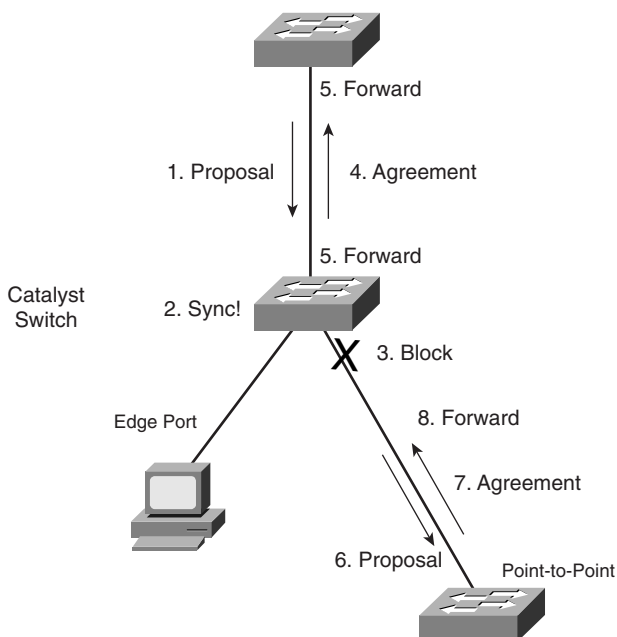 5. Forward
1. Proposal
4. Agreement
5. Forward
Catalyst
Switch
2. Sync!
3. Block
Edge Port
8. Forward
7. Agreement
6. Proposal
Point-to-Point